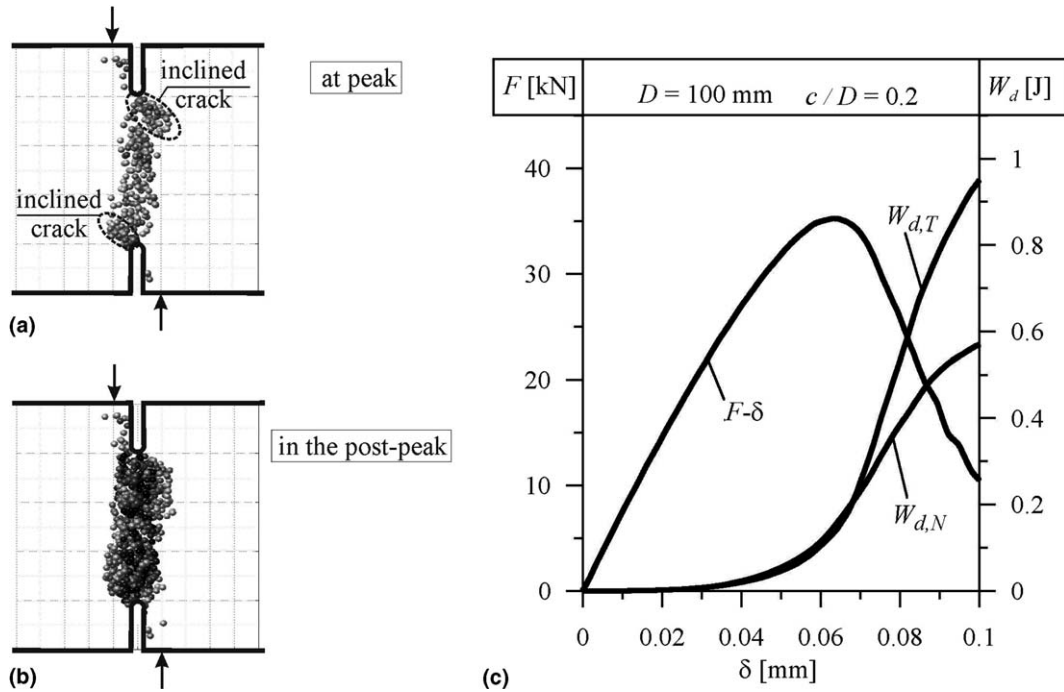 inclined
crack
at peak
inclined
crack
(a)
in the post-peak
(b)
F [kN]
D = 100 mm c / D = 0.2
W_d [J]
40
30
20
10
0
1
0.8
0.6
0.4
0.2
0
W_{d,T}
F-δ
W_{d,N}
0 0.02 0.04 0.06 0.08 0.1
δ [mm]
(c)